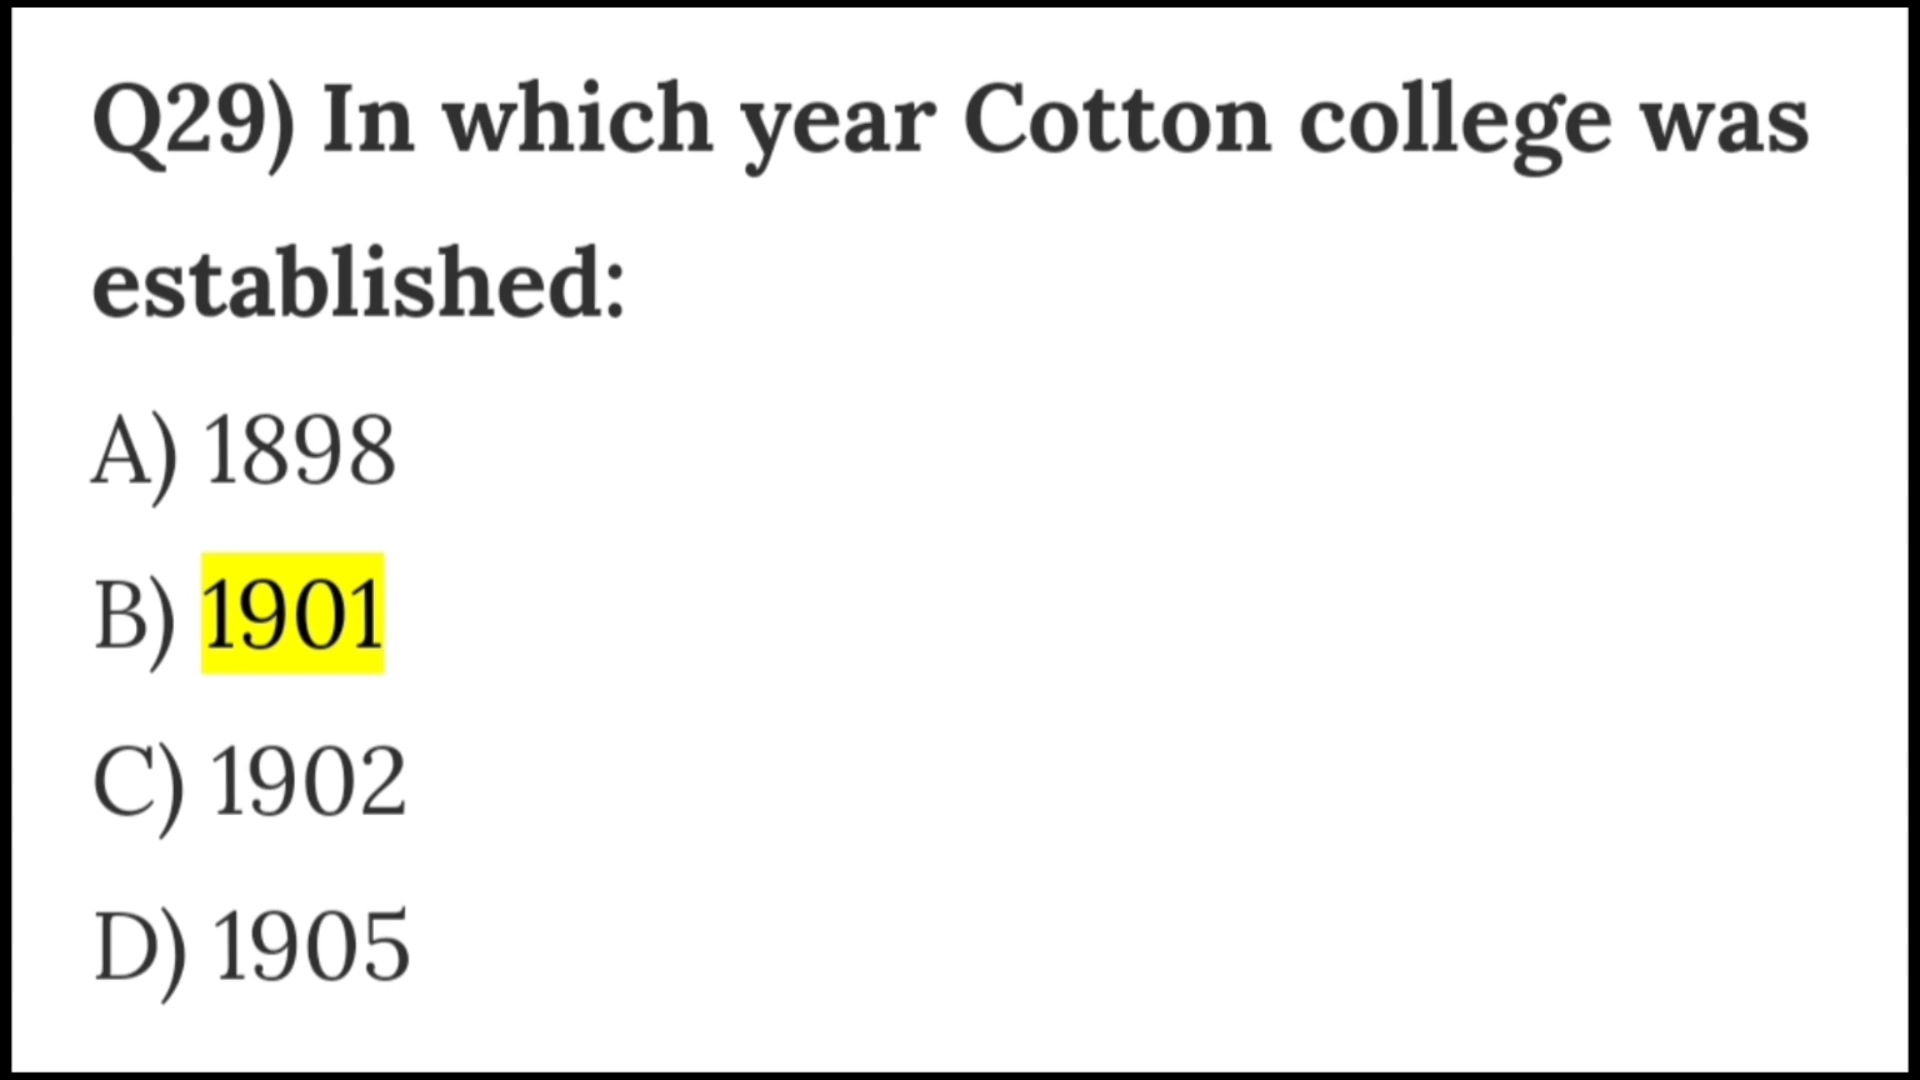 Q29) In which year Cotton college was
established:
A) 1898
B) 1901
C) 1902
D) 1905